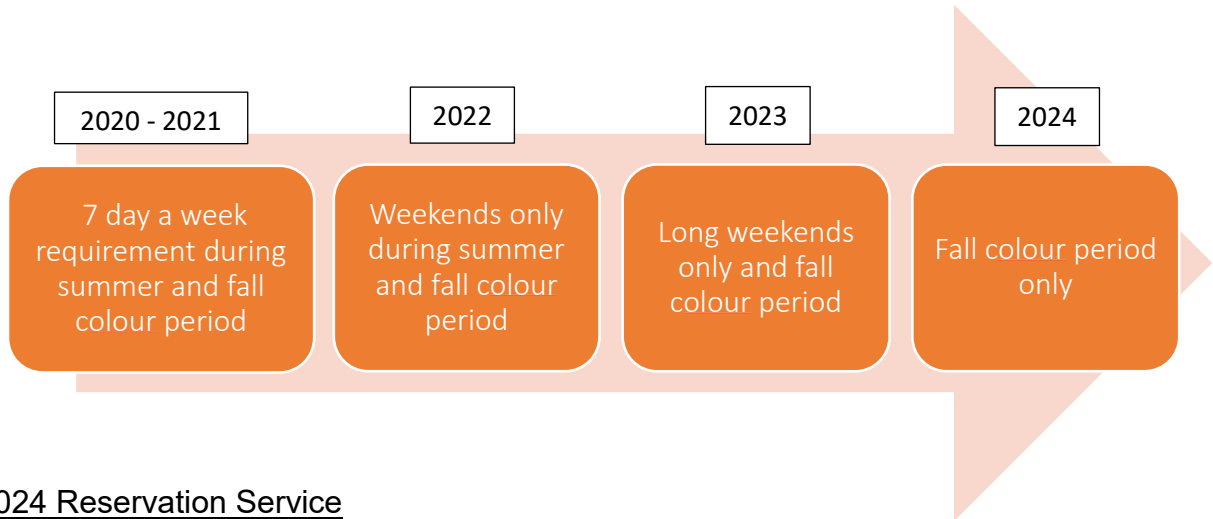 2020 - 2021
7 day a week
requirement during
summer and fall
colour period
2022
Weekends only
during summer
and fall colour
period
2023
Long weekends
only and fall
colour period
2024
Fall colour period
only
024 Reservation Service